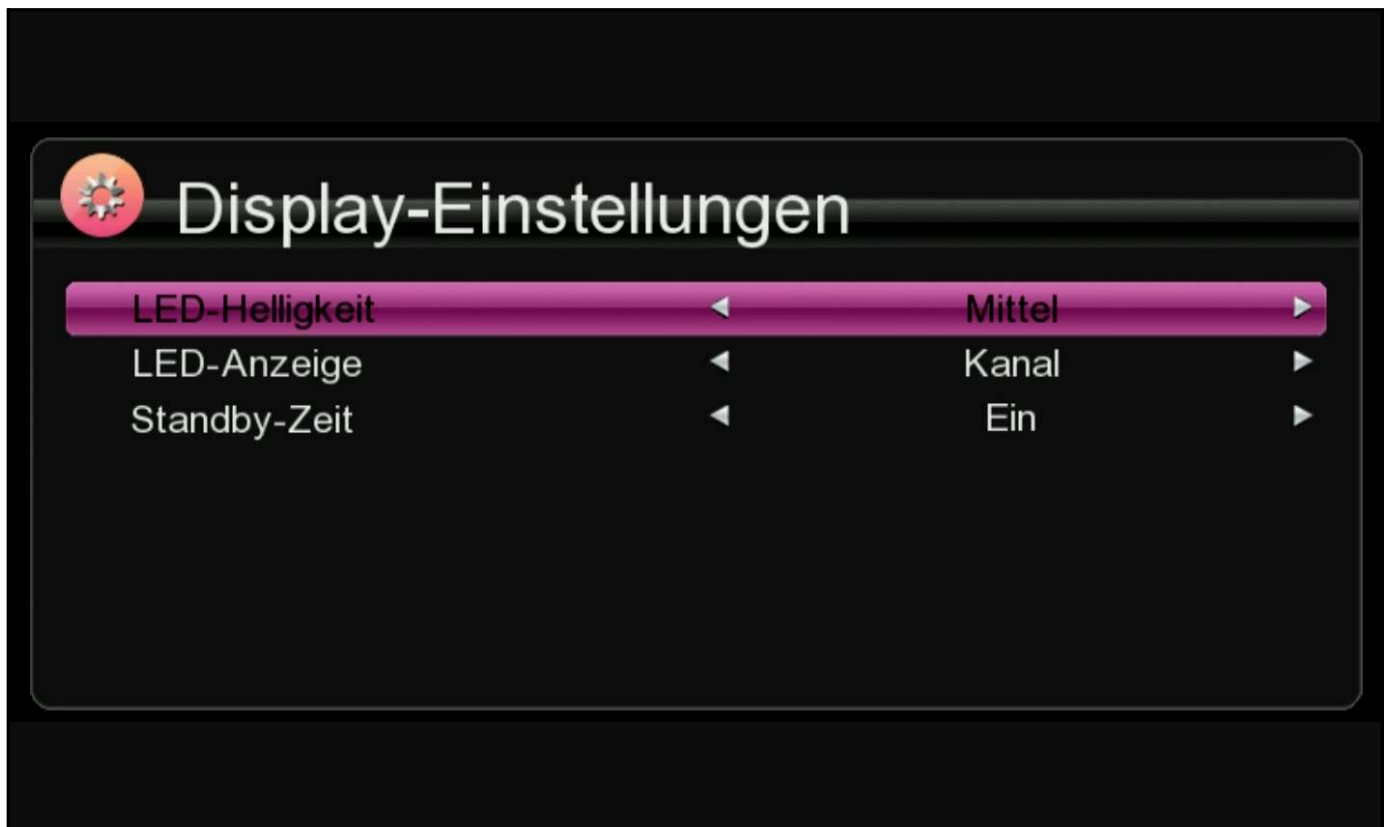 Display-Einstellungen
LED-Helligkeit Mittel
LED-Anzeige Kanal
Standby-Zeit Ein